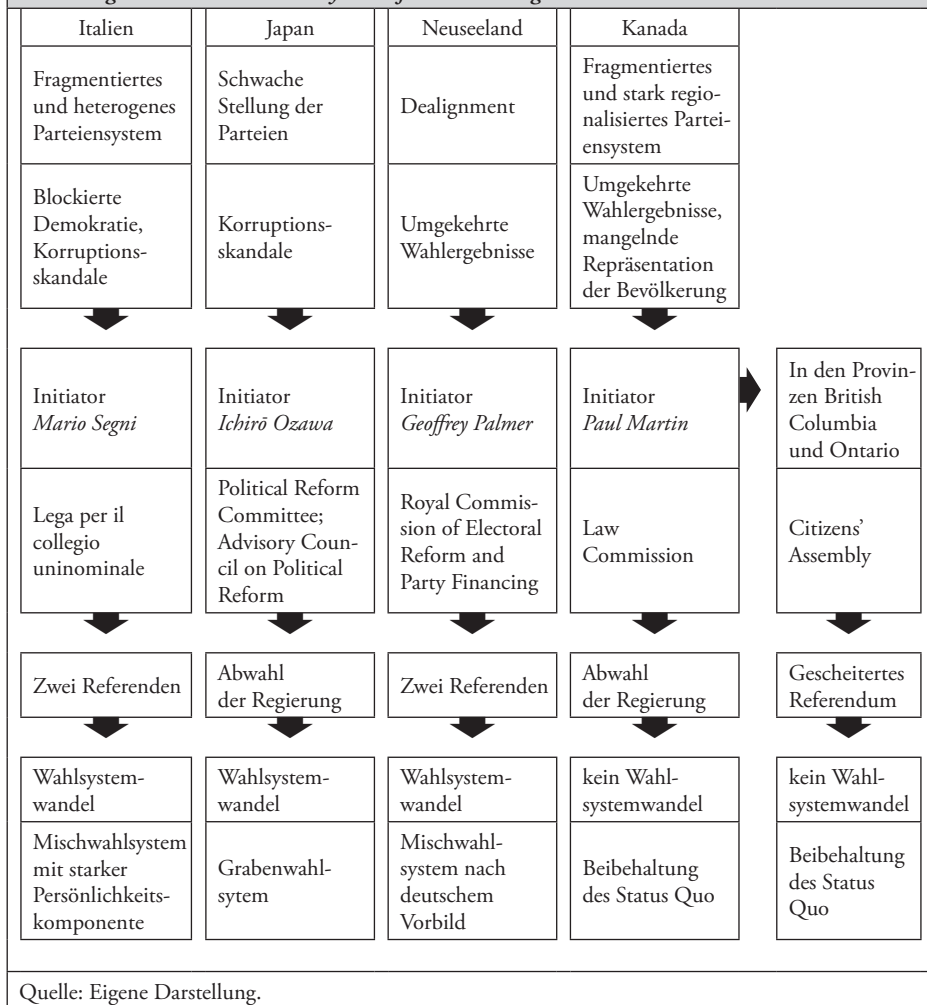 Italien
Japan
Neuseeland
Kanada
Fragmentiertes
und heterogenes
Parteiensystem
Schwache
Stellung der
Parteien
Dealignment
Fragmentiertes
und stark regio-
nalisiertes Partei-
ensystem
Blockierte
Demokratie,
Korruptions-
skandale
Korruptions-
skandale
Umgekehrte
Wahlergebnisse
Umgekehrte
Wahlergebnisse,
mangelnde
Repräsentation
der Bevölkerung
Initiator
Mario Segni
Initiator
Ichirō Ozawa
Initiator
Geoffrey Palmer
Initiator
Paul Martin
In den Provin-
zen British
Columbia
und Ontario
Lega per il
collegio
uninominale
Political Reform
Committee;
Advisory Coun-
cil on Political
Reform
Royal Commis-
sion of Electoral
Reform and
Party Financing
Law
Commission
Citizens’
Assembly
Zwei Referenden
Abwahl
der Regierung
Zwei Referenden
Abwahl
der Regierung
Gescheitertes
Referendum
Wahlsystem-
wandel
Wahlsystem-
wandel
Wahlsystem-
wandel
kein Wahl-
systemwandel
kein Wahl-
systemwandel
Mischwahlsystem
mit starker
Persönlichkeits-
komponente
Grabenwahl-
sytem
Mischwahl-
system nach
deutschem
Vorbild
Beibehaltung
des Status Quo
Beibehaltung
des Status
Quo
Quelle: Eigene Darstellung.